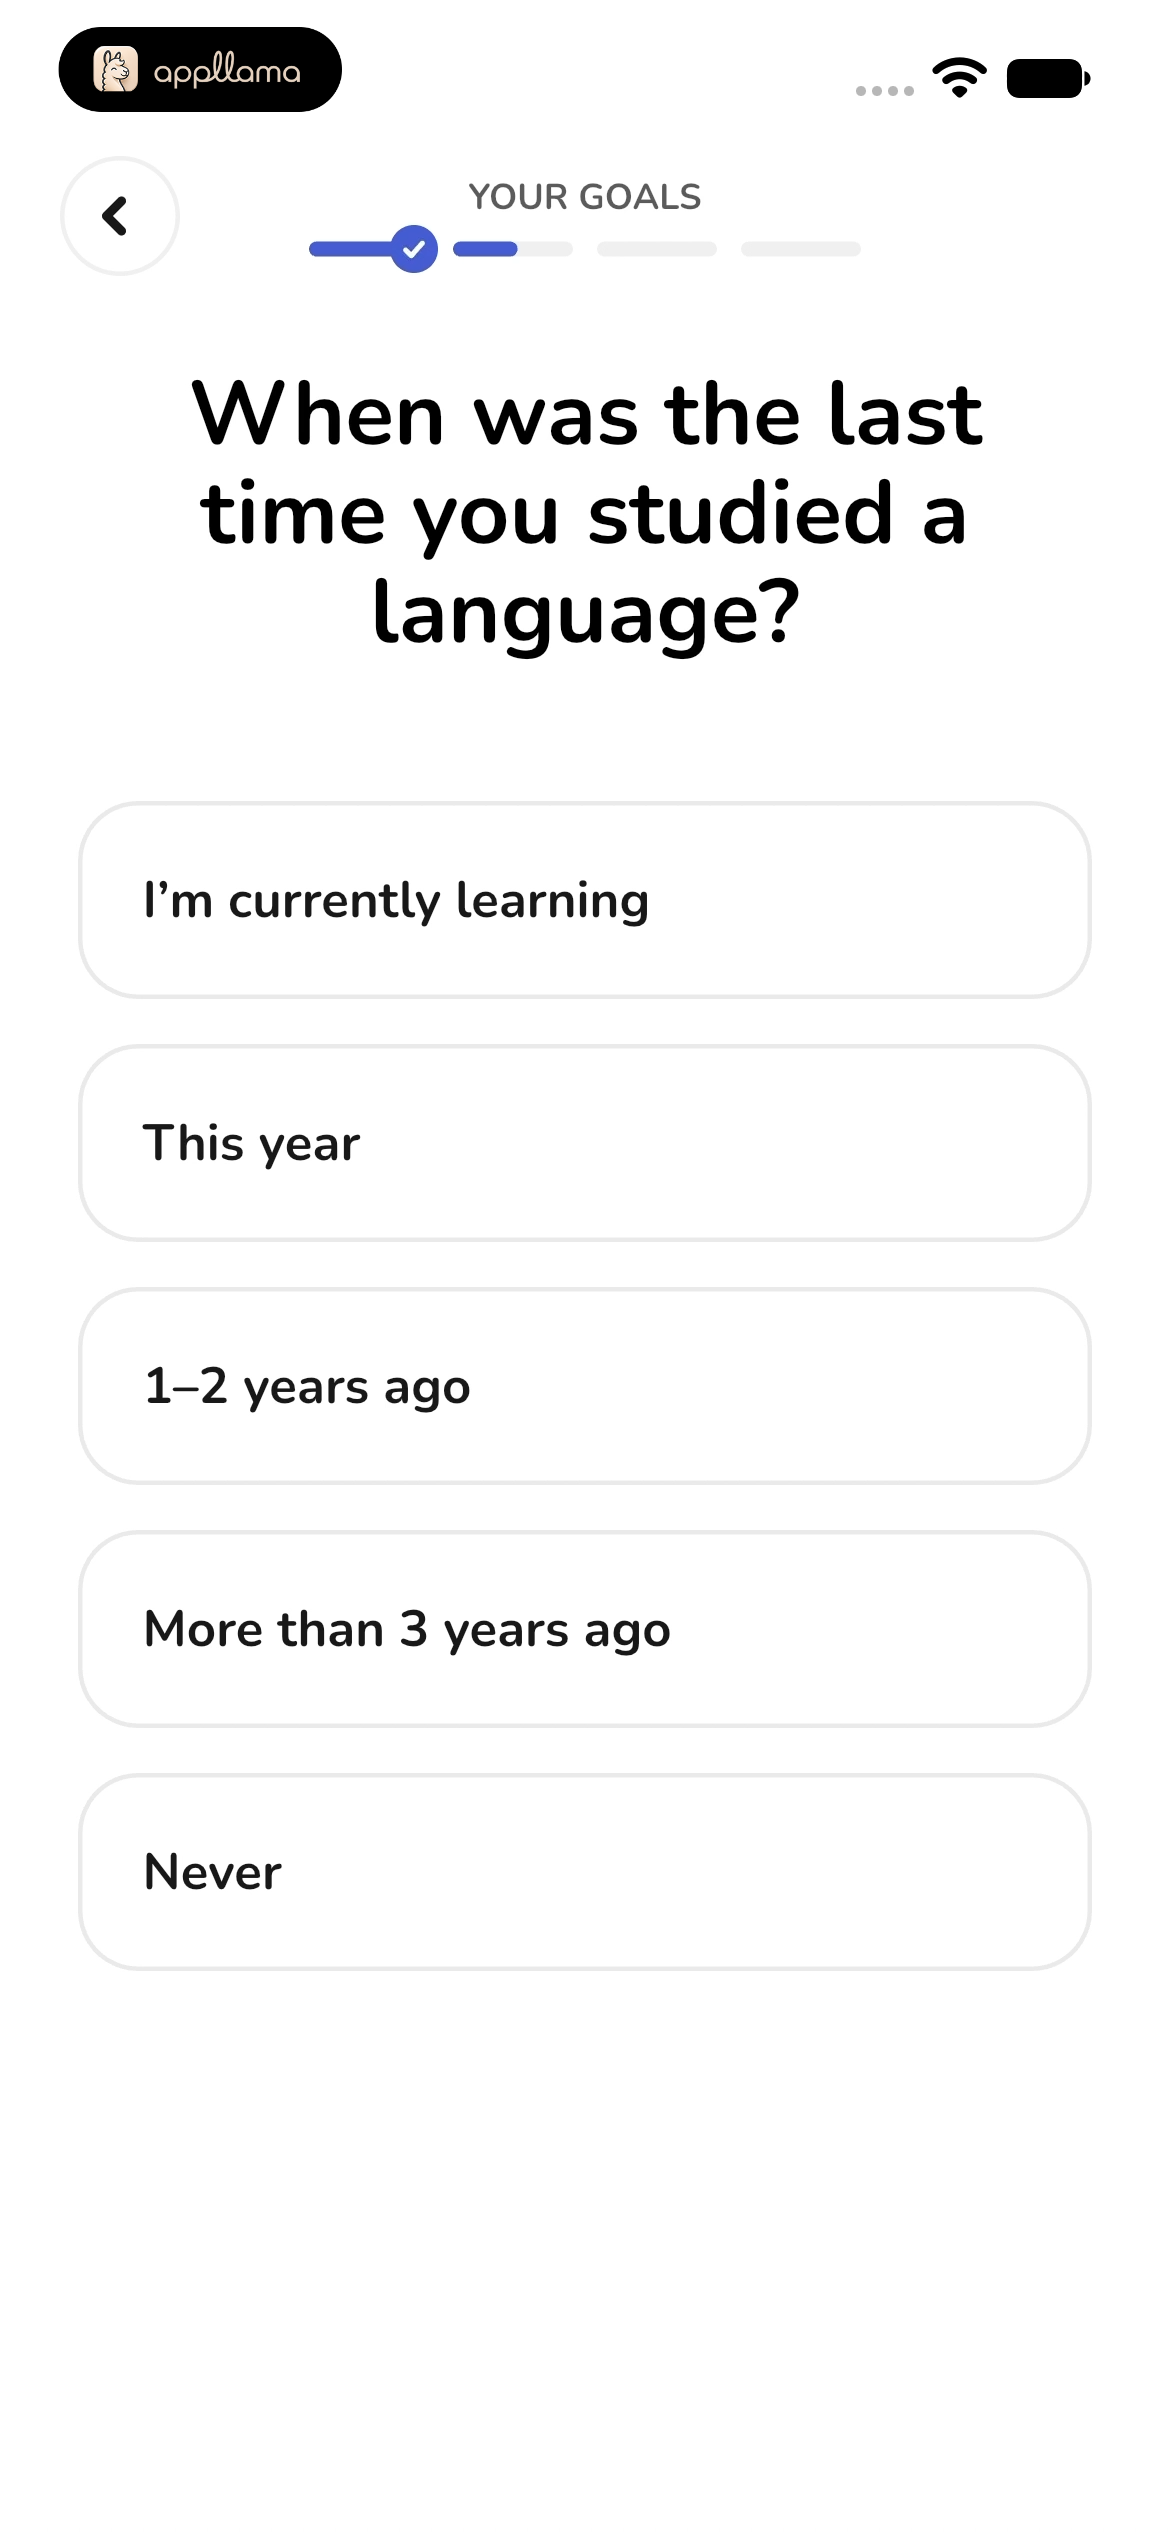 appllama
YOUR GOALS
When was the last
time you studied a
language?
I’m currently learning
This year
1–2 years ago
More than 3 years ago
Never